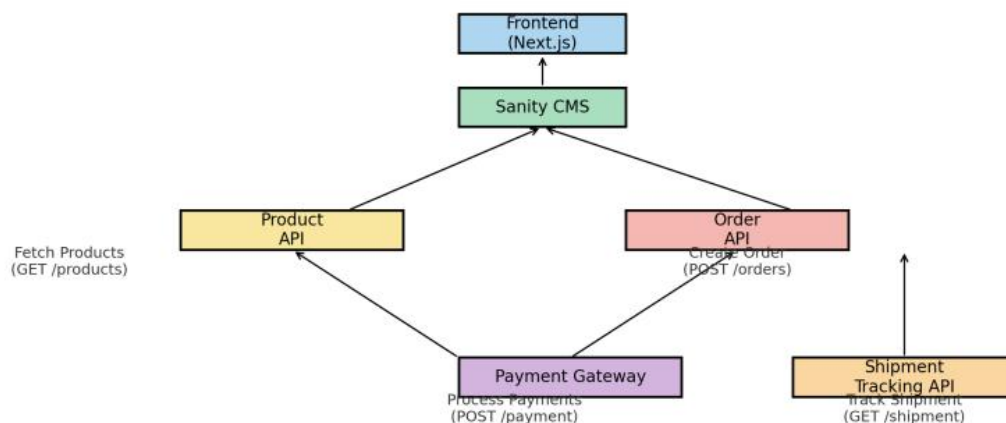 Frontend
(Next.js)
Sanity CMS
Product
API
Order
API
Fetch Products
(GET /products)
Create Order
(POST /orders)
Payment Gateway
Process Payments
(POST /payment)
Shipment
Tracking API
Track Shipment
(GET /shipment)